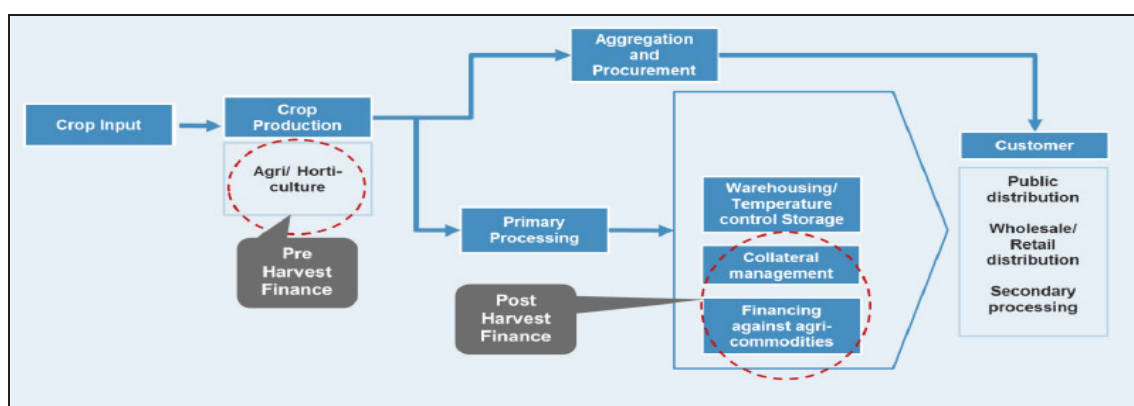 Crop Input
Crop
Production
Agri/ Horti-
culture
Pre
Harvest
Finance
Aggregation
and
Procurement
Primary
Processing
Post
Harvest
Finance
Warehousing/
Temperature
control Storage
Collateral
management
Financing
against agri-
commodities
Customer
Public
distribution
Wholesale/
Retail
distribution
Secondary
processing